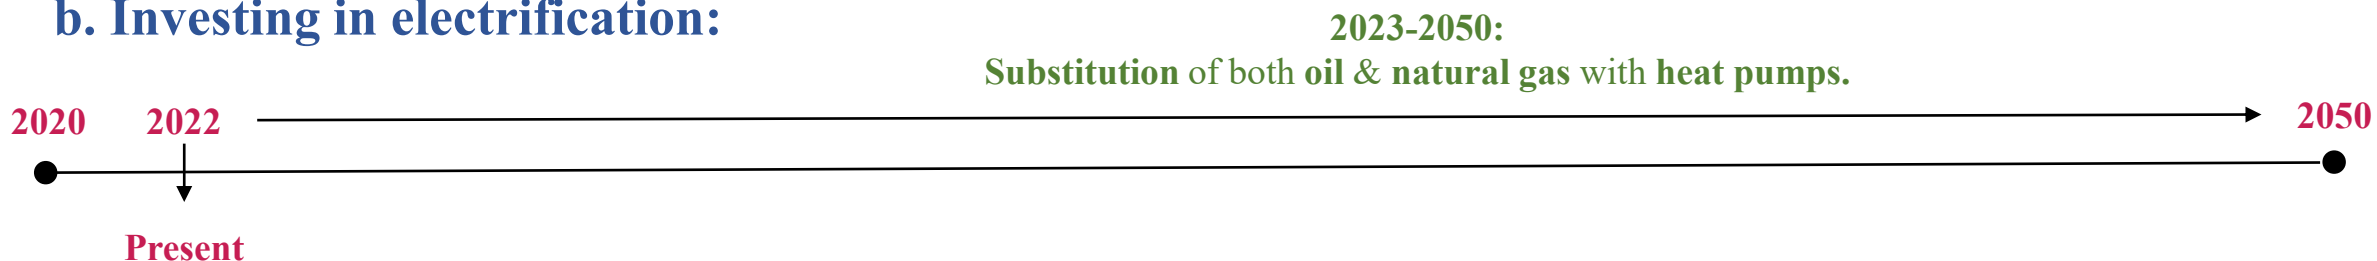 b. Investing in electrification:
2023-2050:
Substitution of both oil & natural gas with heat pumps.
2020 2022 2050
Present